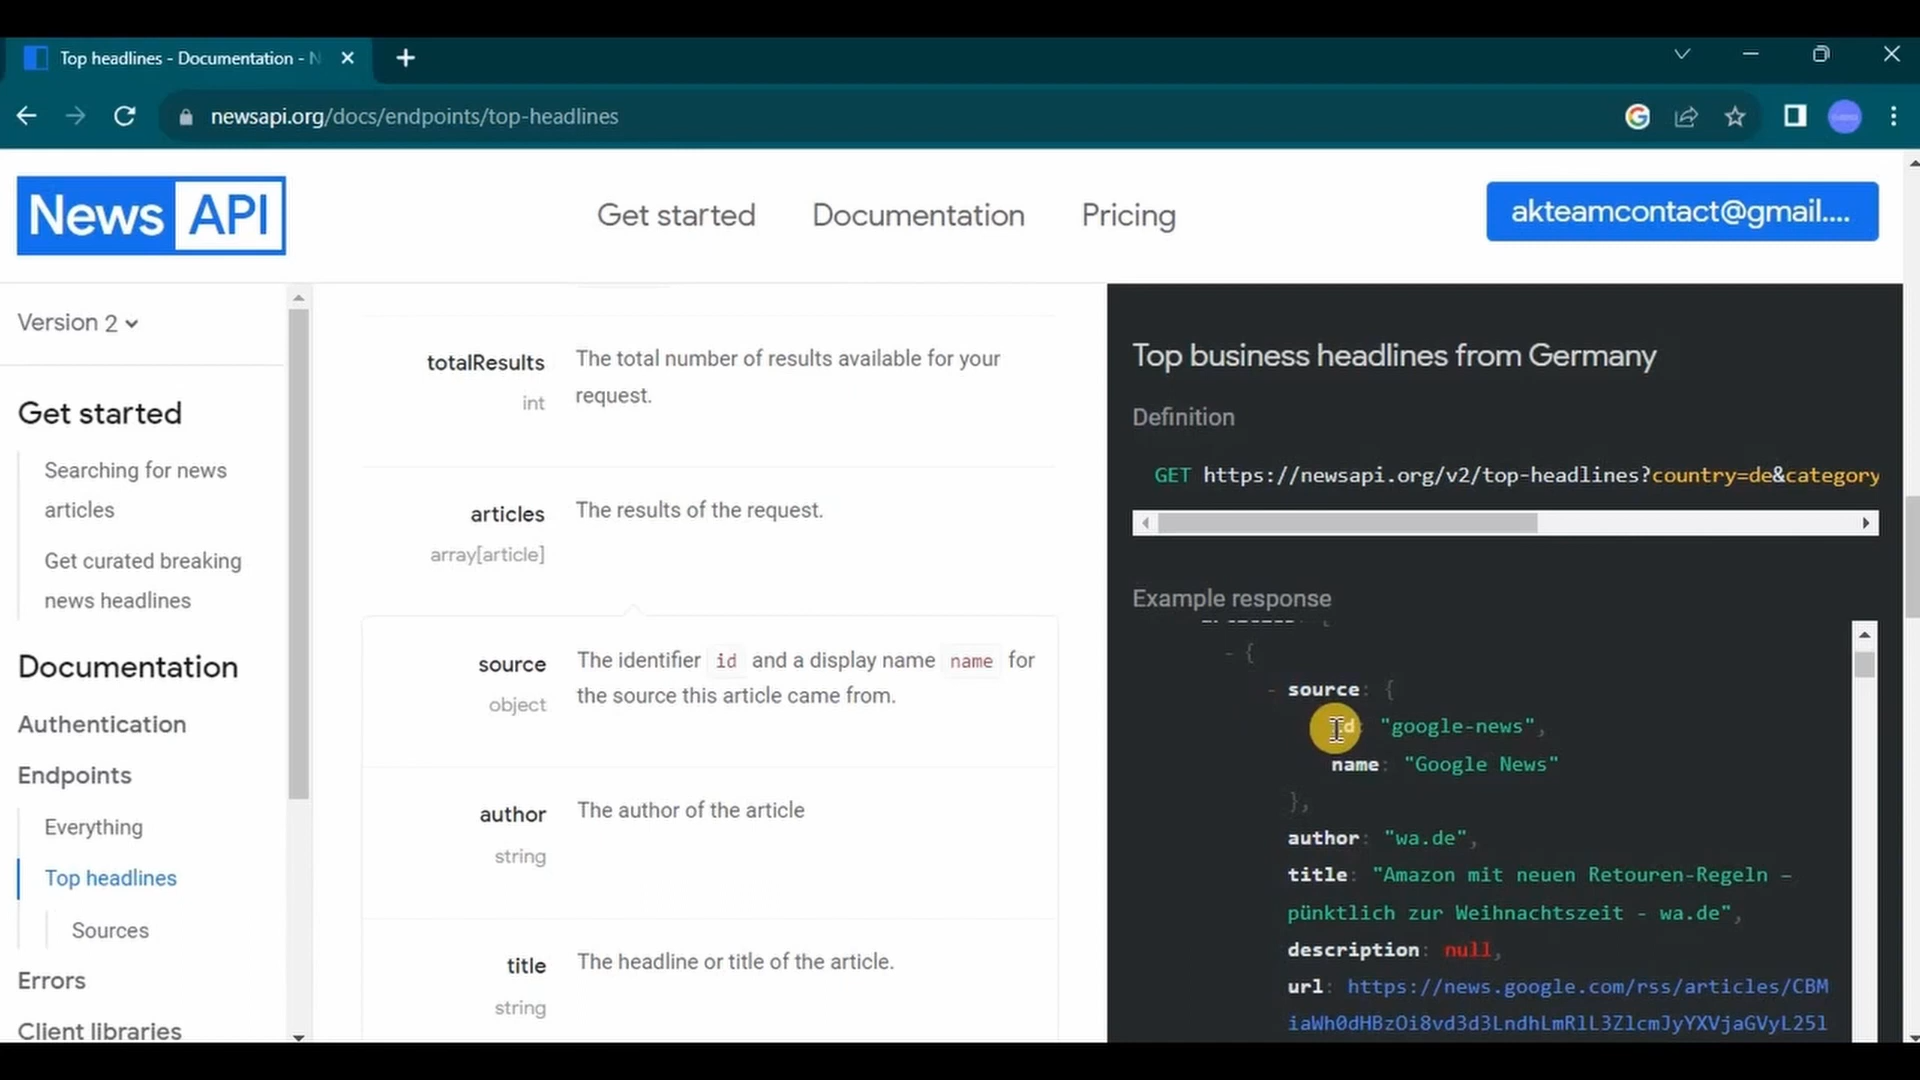 Top headlines - Documentation - N
newsapi.org/docs/endpoints/top-headlines
News API
Get started
Documentation
Pricing
akteamcontact@gmail....
Version 2
Get started
Searching for news
articles
Get curated breaking
news headlines
Documentation
Authentication
Endpoints
Everything
Top headlines
Sources
Errors
Client libraries
totalResults
int
The total number of results available for your
request.
articles
array[article]
The results of the request.
source
object
The identifier id and a display name name for
the source this article came from.
author
string
The author of the article
title
string
The headline or title of the article.
Top business headlines from Germany
Definition
GET https://newsapi.org/v2/top-headlines?country=de&category
Example response
- {
- source: {
"google-news",
name: "Google News"
},
author: "wa.de",
title: "Amazon mit neuen Retouren-Regeln –
pünktlich zur Weihnachtszeit - wa.de",
description: null,
url: https://news.google.com/rss/articles/CBM
iaWh0dHBzOi8vd3d3LndhLmRlL3ZlcmJyYXVjaGVyL25l